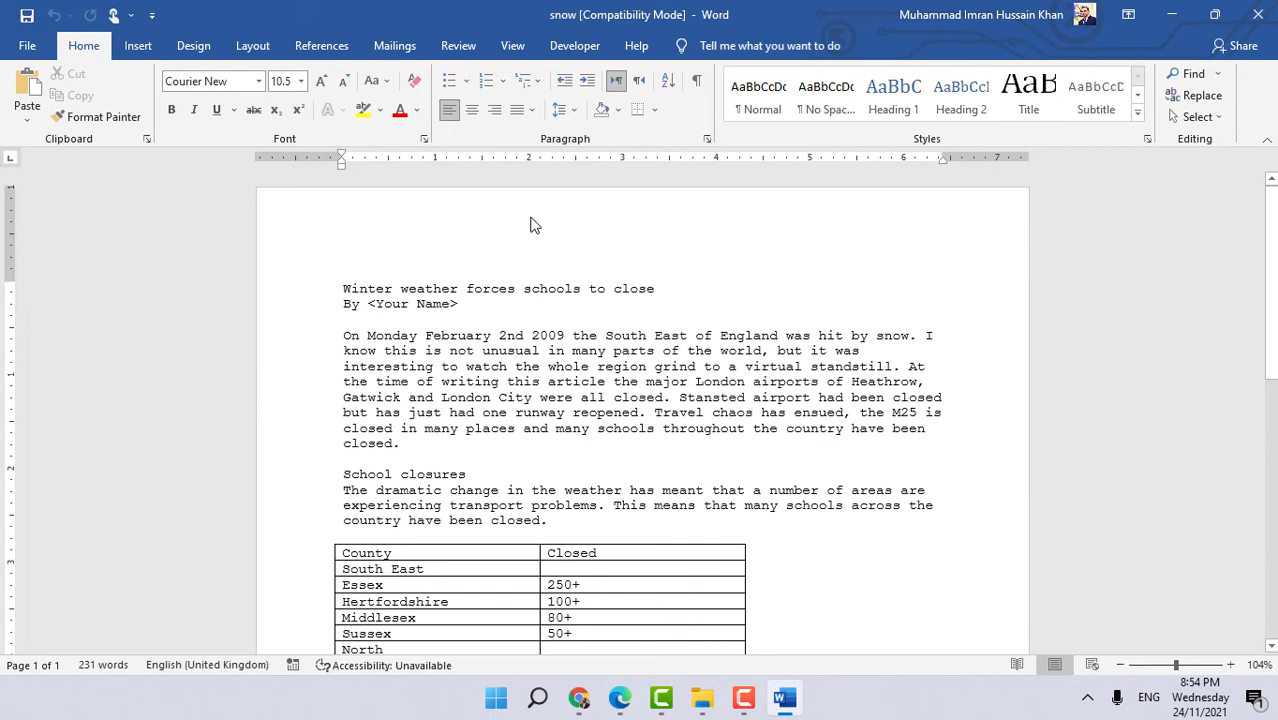 snow [Compatibility Mode] - Word
Muhammad Imran Hussain Khan
File Home Insert Design Layout References Mailings Review View Developer Help Tell me what you want to do Share
Paste
Cut
Copy
Format Painter
Clipboard
Courier New 10.5
Font
Paragraph
AaBbCcDc AaBbCcDc AaBbC AaBbCc AaB AaBbCcD
¶ Normal ¶ No Spac... Heading 1 Heading 2 Title Subtitle
Styles
Find
Replace
Select
Editing
1 2 3 4 5 6 7
Winter weather forces schools to close
By <Your Name>
On Monday February 2nd 2009 the South East of England was hit by snow. I
know this is not unusual in many parts of the world, but it was
interesting to watch the whole region grind to a virtual standstill. At
the time of writing this article the major London airports of Heathrow,
Gatwick and London City were all closed. Stansted airport had been closed
but has just had one runway reopened. Travel chaos has ensued, the M25 is
closed in many places and many schools throughout the country have been
closed.
School closures
The dramatic change in the weather has meant that a number of areas are
experiencing transport problems. This means that many schools across the
country have been closed.
County Closed
South East
Essex 250+
Hertfordshire 100+
Middlesex 80+
Sussex 50+
North
Page 1 of 1 231 words English (United Kingdom) Accessibility: Unavailable 104%
ENG
8:54 PM
Wednesday
24/11/2021